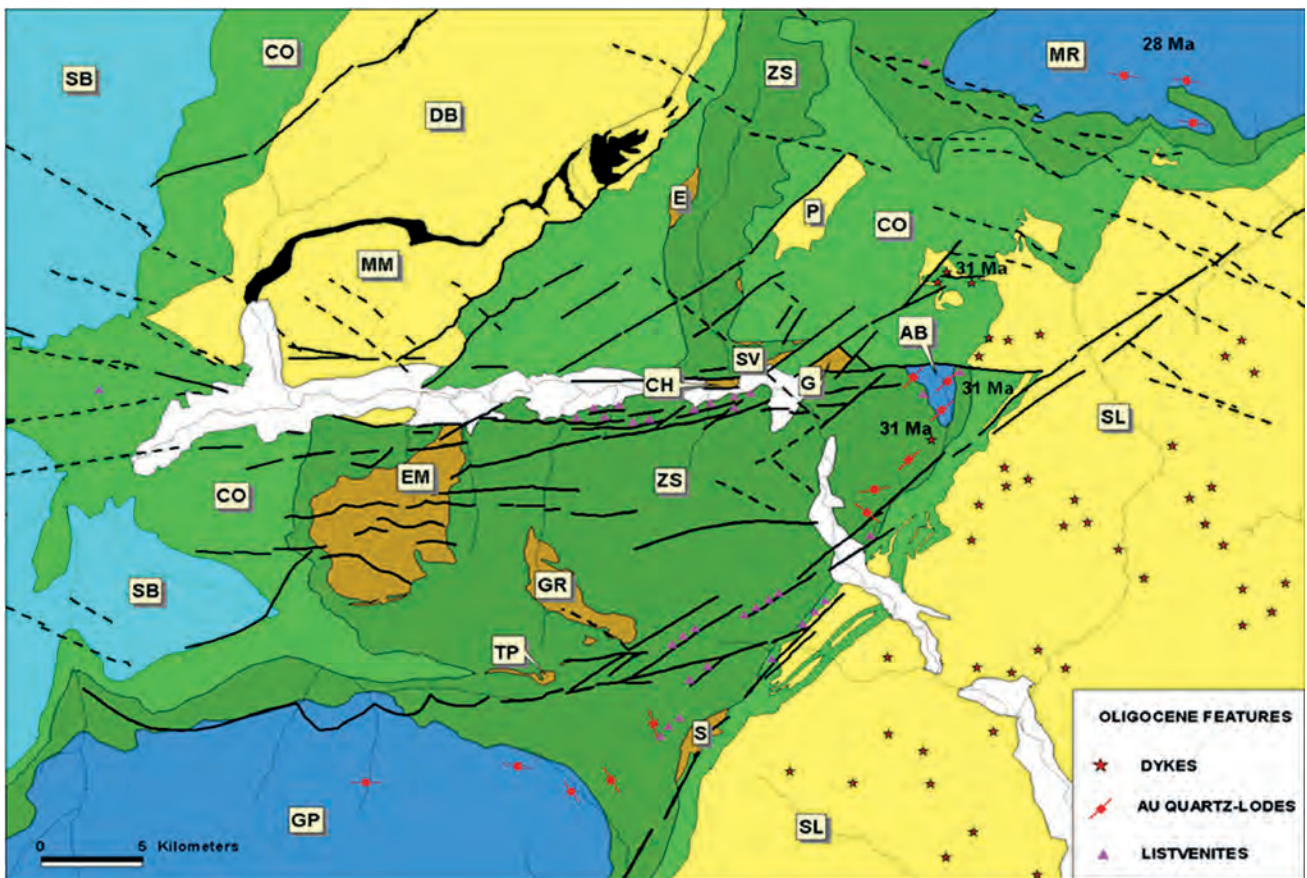 SB
CO
DB
ZS
MR
28 Ma
E
P
CO
MM
31 Ma
AB
SV
CH
G
31 Ma
31 Ma
SL
CO
EM
ZS
SB
GR
TP
S
GP
SL
0 5 Kilometers
OLIGOCENE FEATURES
DYKES
AU QUARTZ-LODES
LISTVENITES